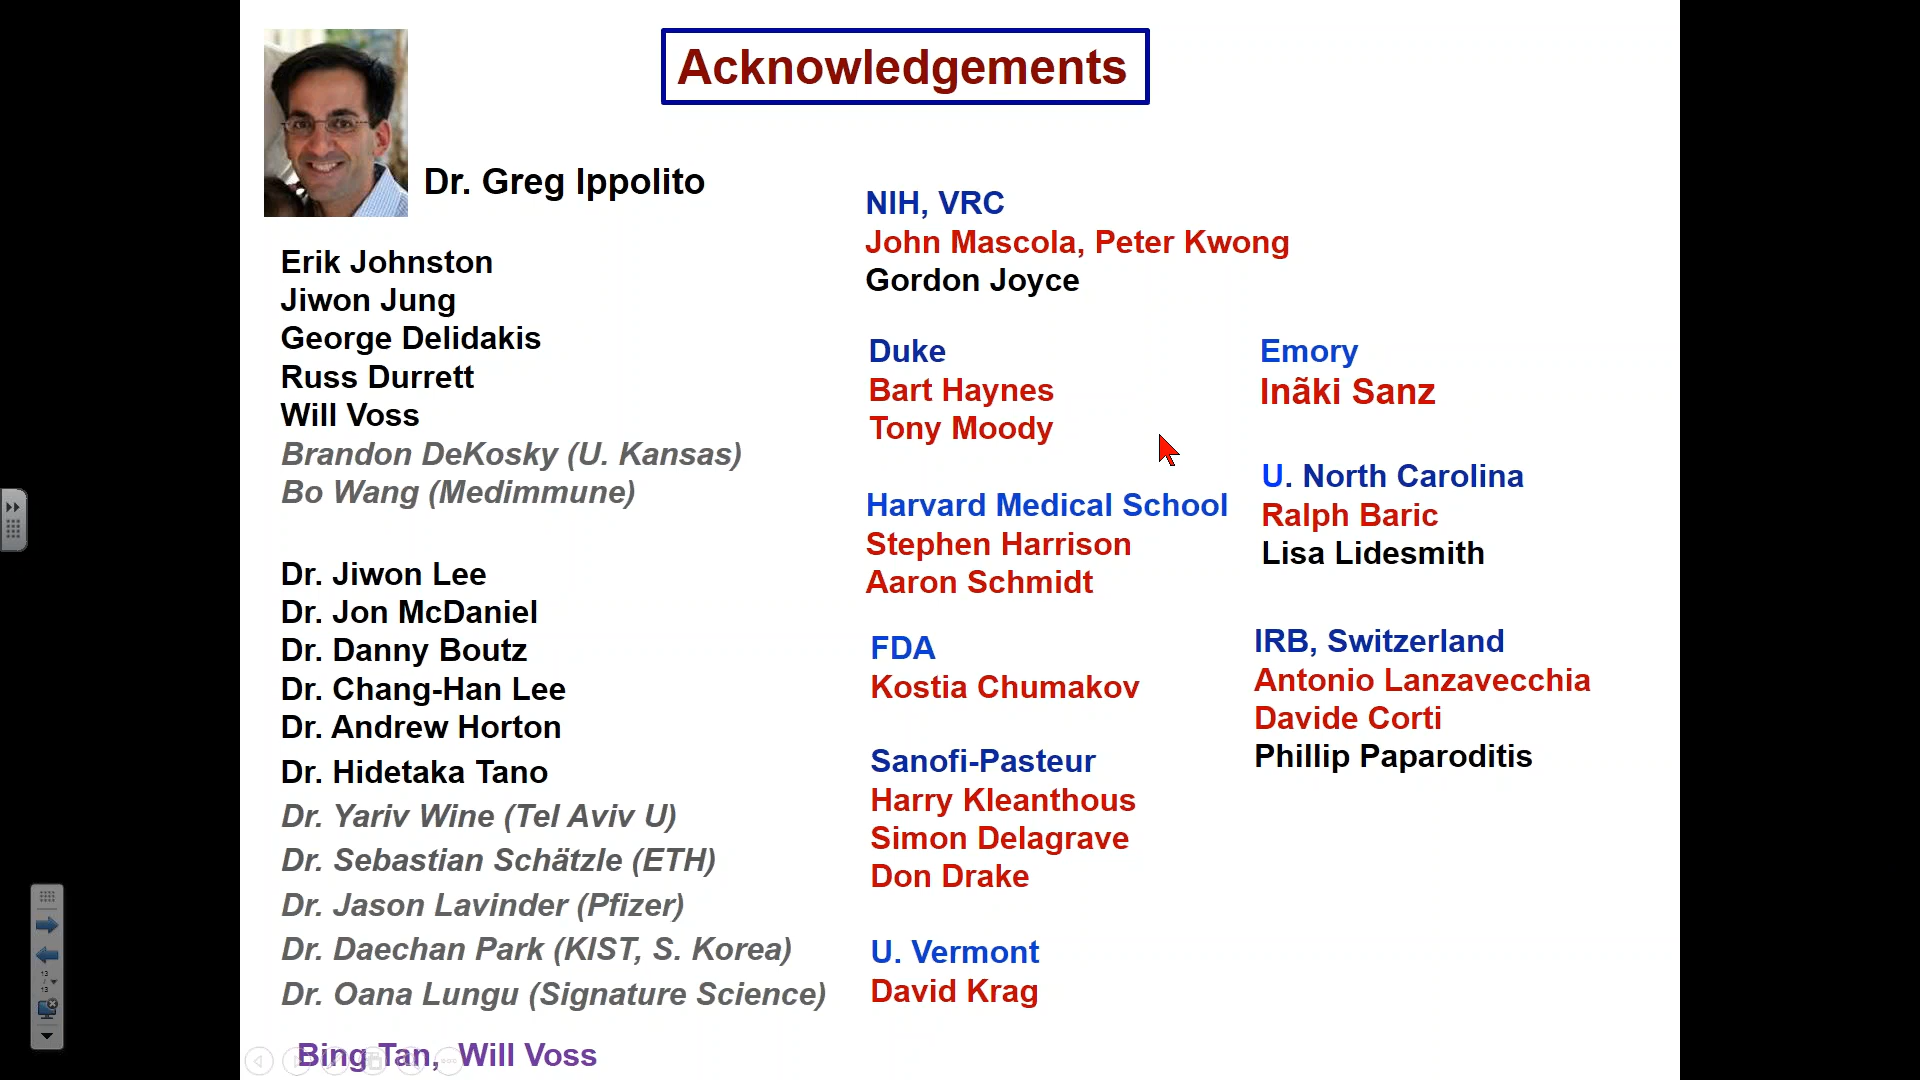 Acknowledgements
Dr. Greg Ippolito
Erik Johnston
Jiwon Jung
George Delidakis
Russ Durrett
Will Voss
Brandon DeKosky (U. Kansas)
Bo Wang (Medimmune)
Dr. Jiwon Lee
Dr. Jon McDaniel
Dr. Danny Boutz
Dr. Chang-Han Lee
Dr. Andrew Horton
Dr. Hidetaka Tano
Dr. Yariv Wine (Tel Aviv U)
Dr. Sebastian Schätzle (ETH)
Dr. Jason Lavinder (Pfizer)
Dr. Daechan Park (KIST, S. Korea)
Dr. Oana Lungu (Signature Science)
Bing Tan, Will Voss
NIH, VRC
John Mascola, Peter Kwong
Gordon Joyce
Duke
Bart Haynes
Tony Moody
Harvard Medical School
Stephen Harrison
Aaron Schmidt
FDA
Kostia Chumakov
Sanofi-Pasteur
Harry Kleanthous
Simon Delagrave
Don Drake
U. Vermont
David Krag
Emory
Inãki Sanz
U. North Carolina
Ralph Baric
Lisa Lidesmith
IRB, Switzerland
Antonio Lanzavecchia
Davide Corti
Phillip Paparoditis
13
/
13